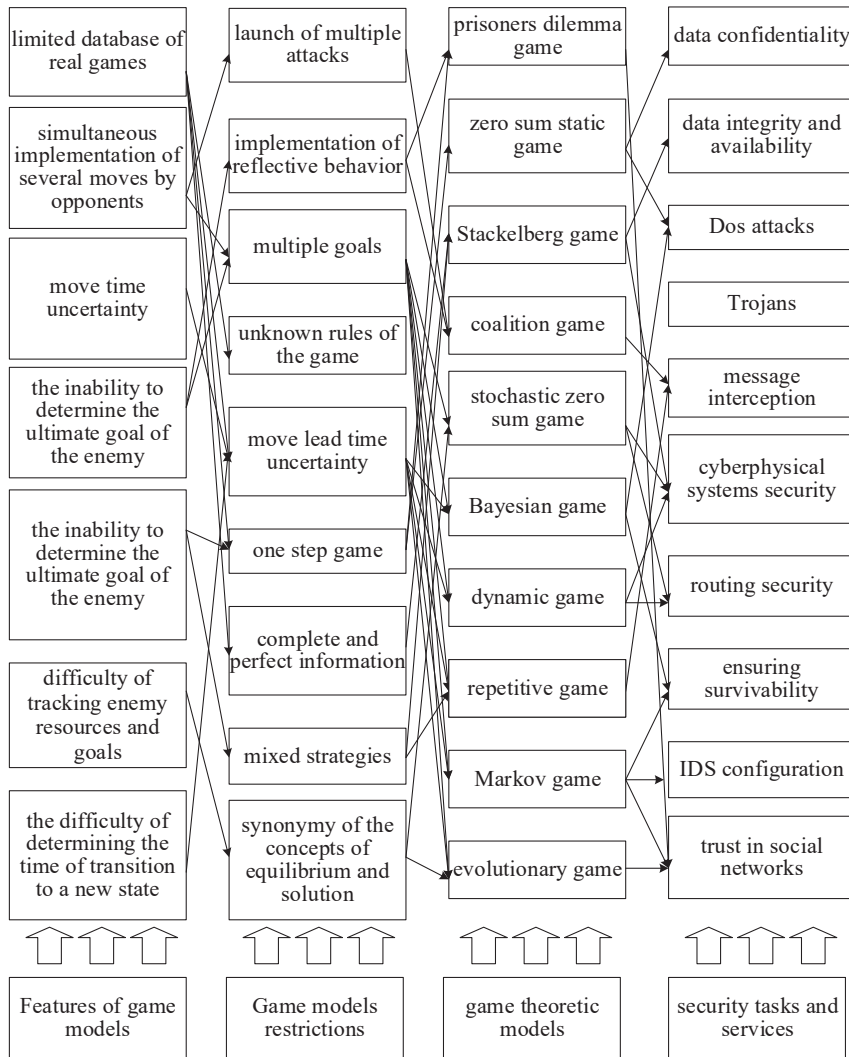 limited database of
real games
simultaneous
implementation of
several moves by
opponents
move time
uncertainty
the inability to
determine the
ultimate goal of
the enemy
the inability to
determine the
ultimate goal of
the enemy
difficulty of
tracking enemy
resources and
goals
the difficulty of
determining the
time of transition
to a new state
Features of game
models
launch of multiple
attacks
implementation of
reflective behavior
multiple goals
unknown rules of
the game
move lead time
uncertainty
one step game
complete and
perfect information
mixed strategies
synonymy of the
concepts of
equilibrium and
solution
Game models
restrictions
prisoners dilemma
game
zero sum static
game
Stackelberg game
coalition game
stochastic zero
sum game
Bayesian game
dynamic game
repetitive game
Markov game
evolutionary game
game theoretic
models
data confidentiality
data integrity and
availability
Dos attacks
Trojans
message
interception
cyberphysical
systems security
routing security
ensuring
survivability
IDS configuration
trust in social
networks
security tasks and
services